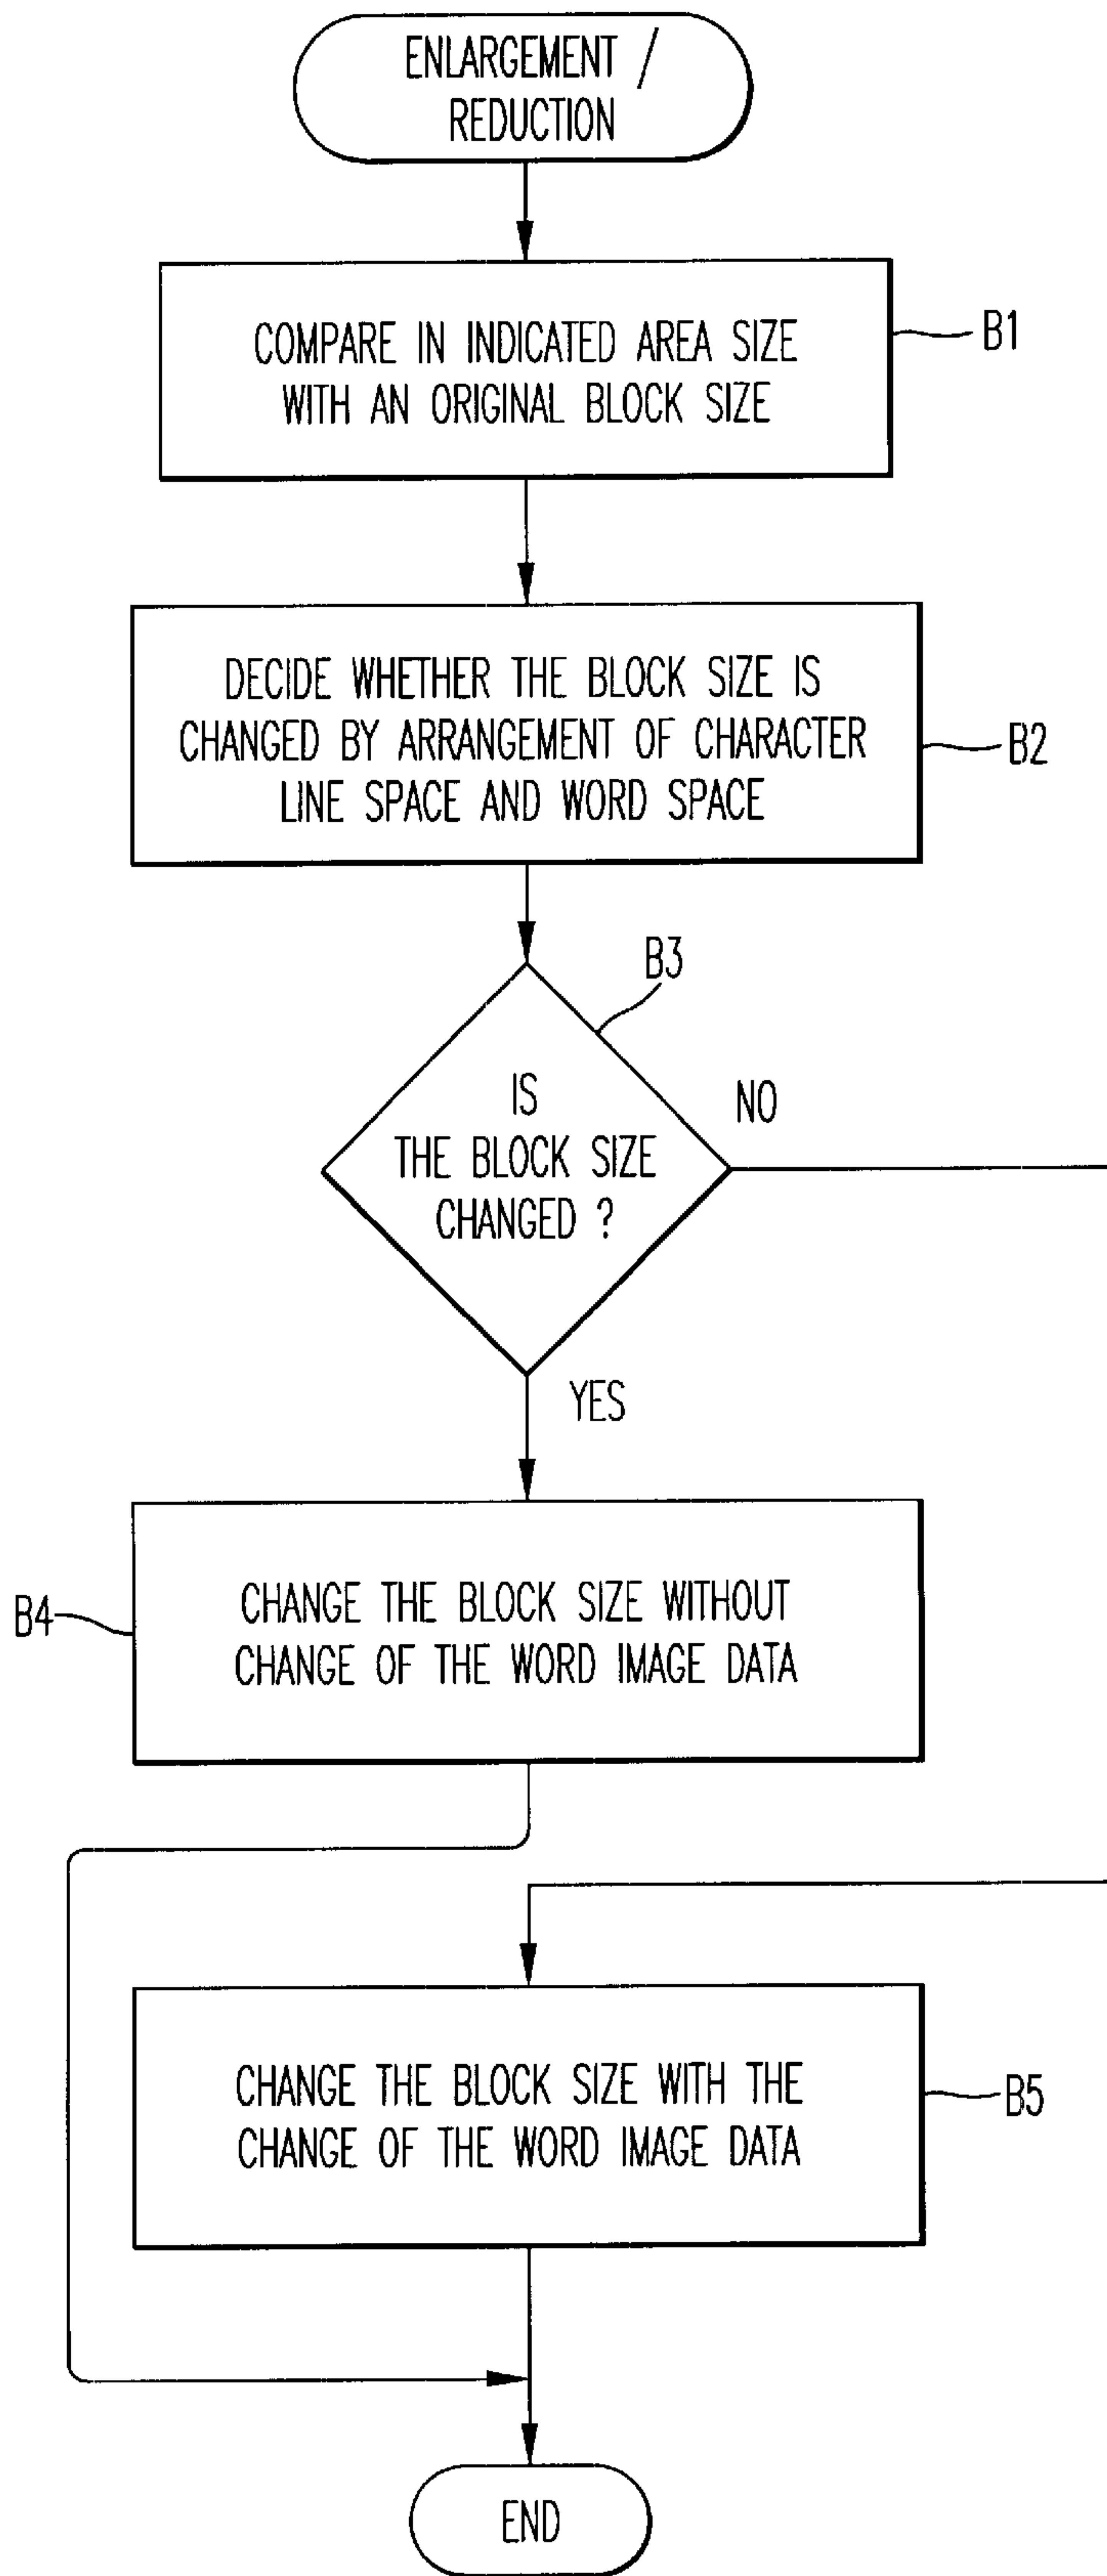 ENLARGEMENT /
REDUCTION
COMPARE IN INDICATED AREA SIZE
WITH AN ORIGINAL BLOCK SIZE
B1
DECIDE WHETHER THE BLOCK SIZE IS
CHANGED BY ARRANGEMENT OF CHARACTER
LINE SPACE AND WORD SPACE
B2
B3
IS
THE BLOCK SIZE
CHANGED ?
NO
YES
B4
CHANGE THE BLOCK SIZE WITHOUT
CHANGE OF THE WORD IMAGE DATA
CHANGE THE BLOCK SIZE WITH THE
CHANGE OF THE WORD IMAGE DATA
B5
END